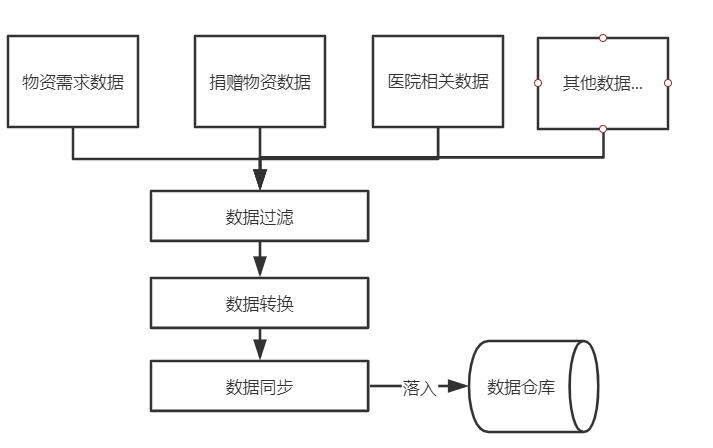 物资需求数据
捐赠物资数据
医院相关数据
其他数据...
数据过滤
数据转换
数据同步
落入
数据仓库